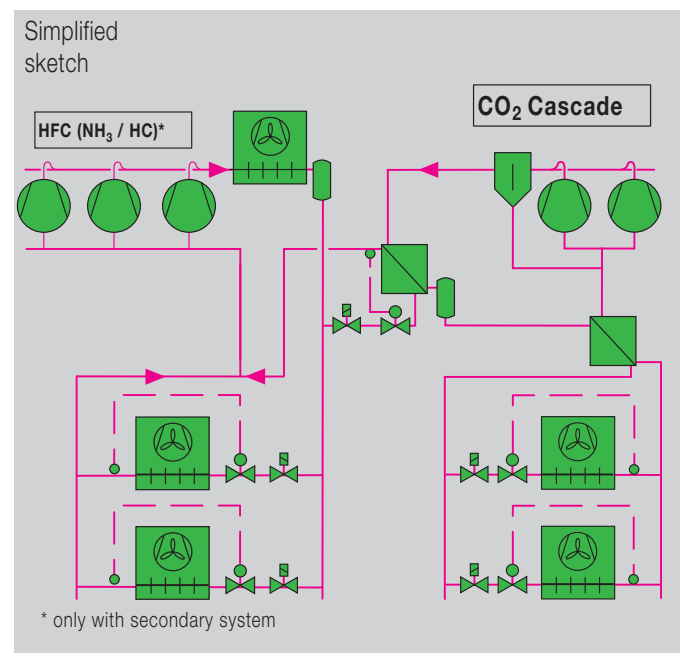 Simplified
sketch
HFC (NH₃ / HC)*
CO₂ Cascade
* only with secondary system